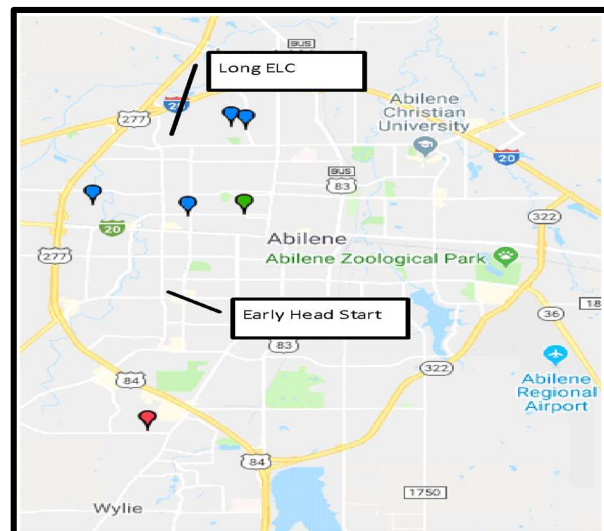 BUS
Long ELC
20
277
Abilene
Christian
University
BUS
83
20
322
20
Abilene
Abilene Zoological Park
277
18
36
Early Head Start
83
322
84
Abilene
Regional
Airport
84
1750
Wylie